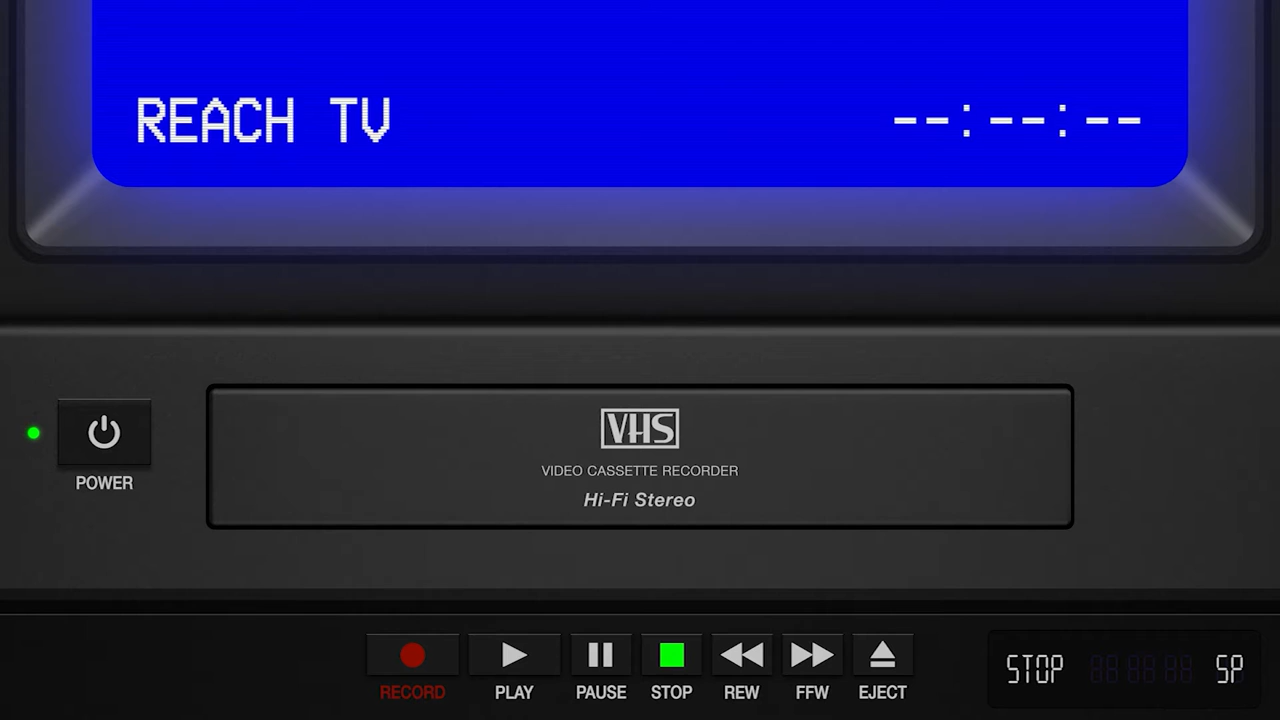 REACH TV --:--:--
VHS
VIDEO CASSETTE RECORDER
Hi-Fi Stereo
POWER
RECORD PLAY PAUSE STOP REW FFW EJECT
STOP SP